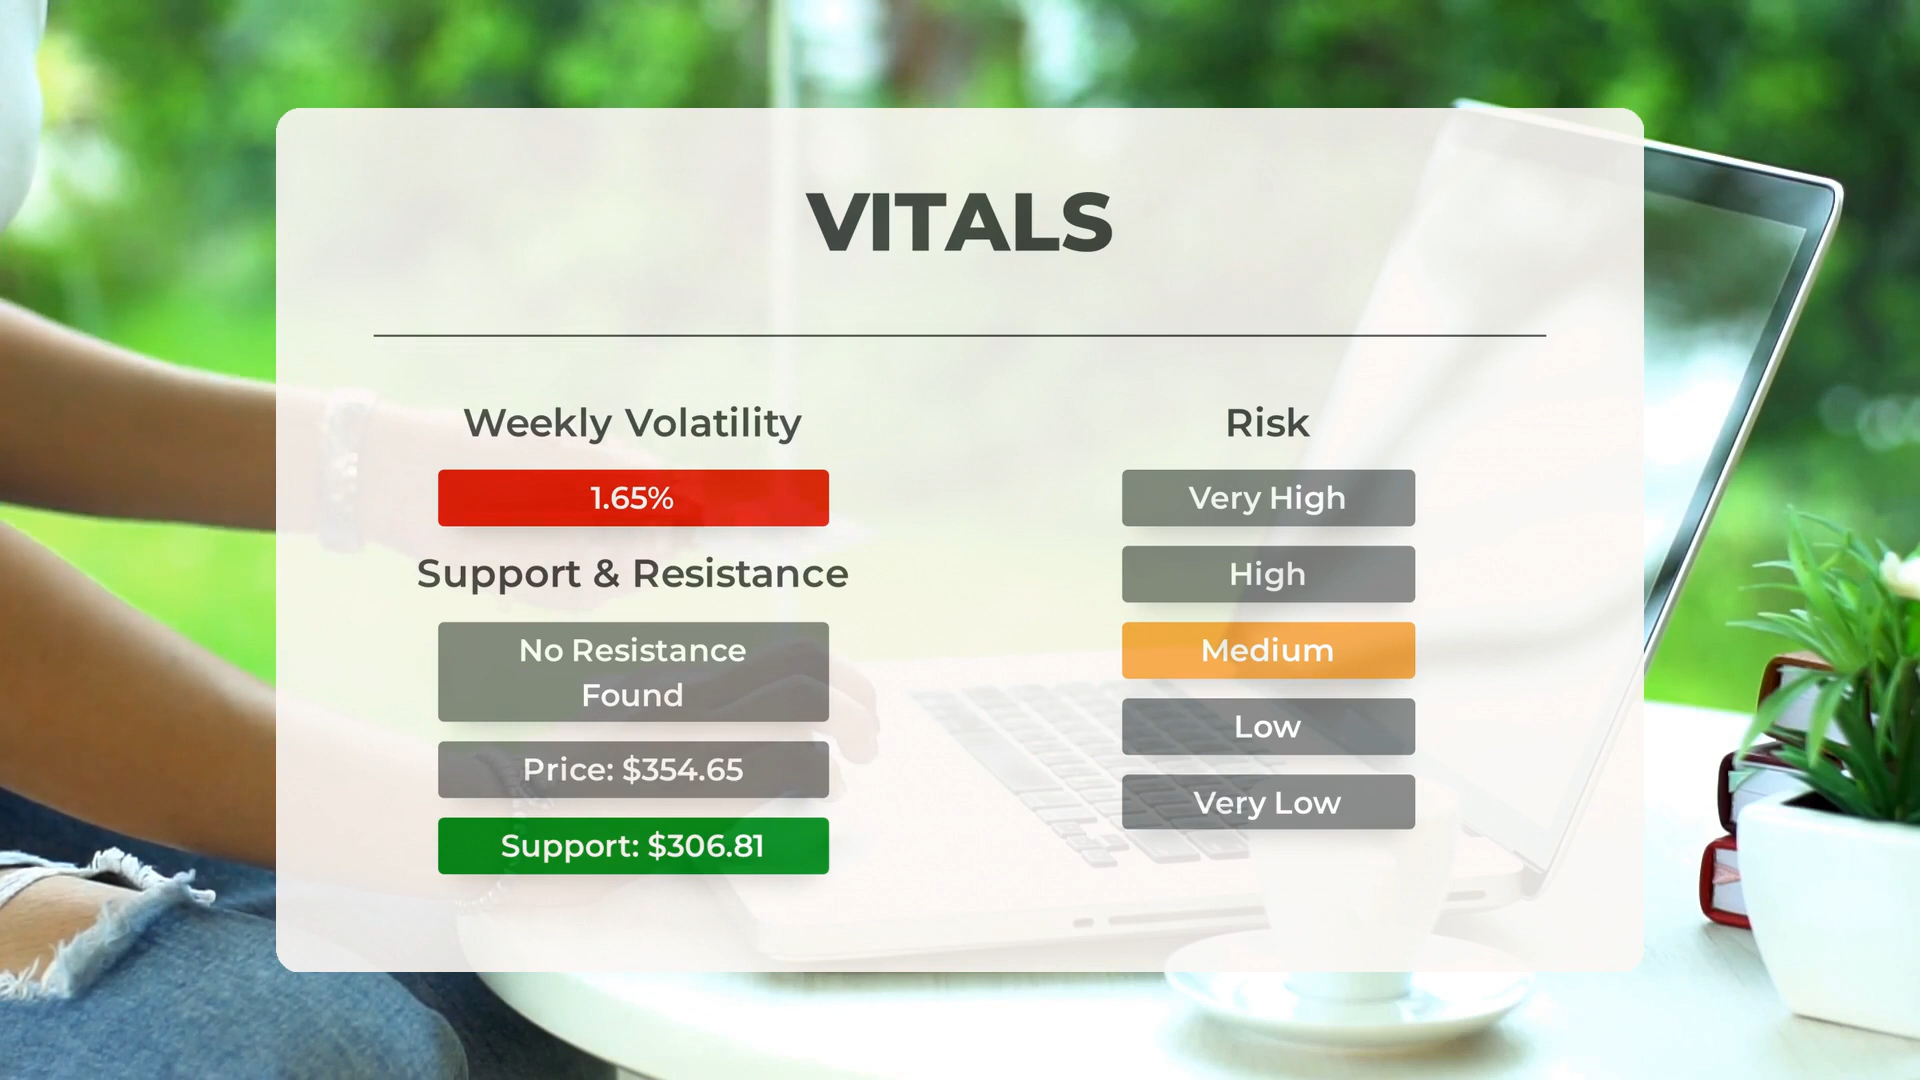 VITALS
Weekly Volatility
1.65%
Support & Resistance
No Resistance
Found
Price: $354.65
Support: $306.81
Risk
Very High
High
Medium
Low
Very Low